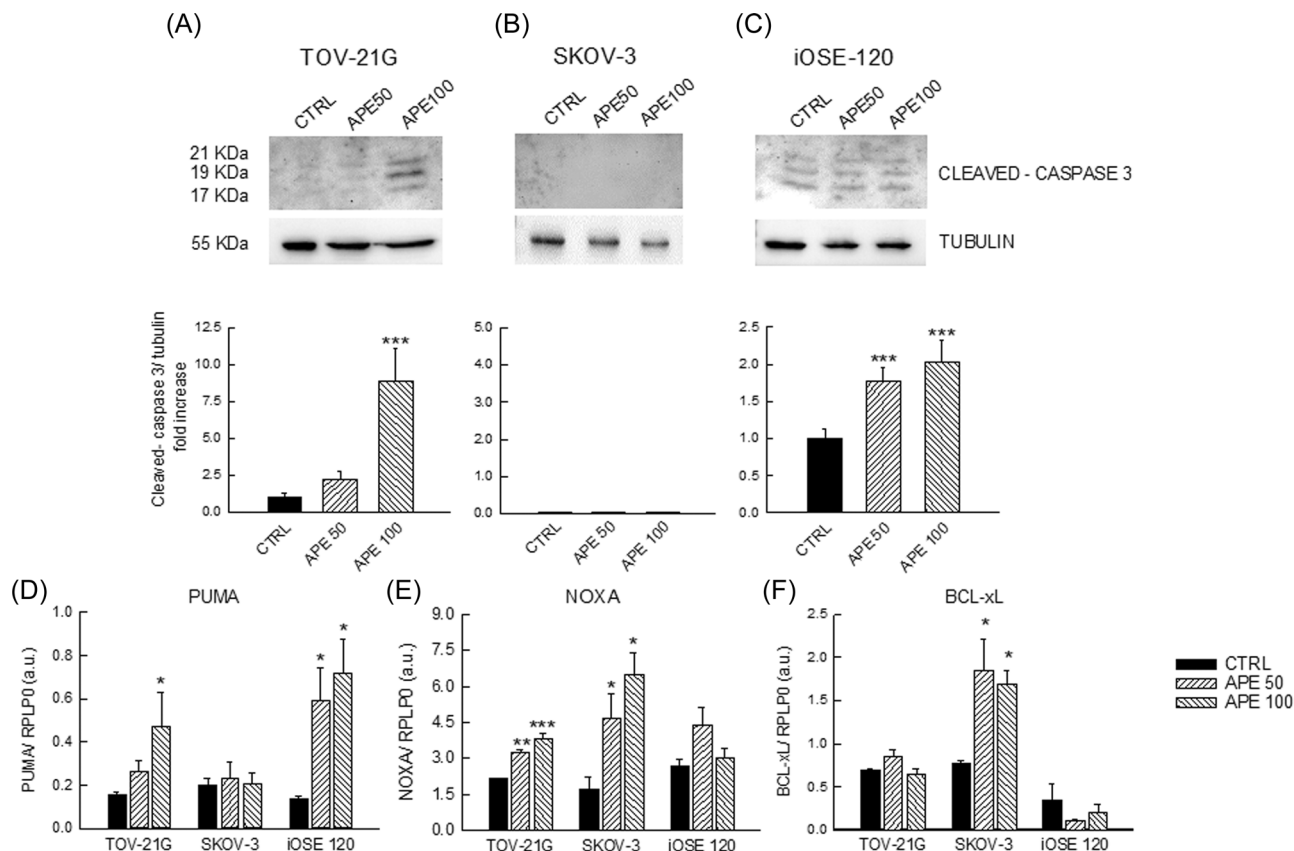 (A)
TOV-21G
CTRL APE50 APE100
21 KDa
19 KDa
17 KDa
55 KDa
(B)
SKOV-3
CTRL APE50 APE100
(C)
iOSE-120
CTRL APE50 APE100
CLEAVED - CASPASE 3
TUBULIN
Cleaved- caspase 3/ tubulin
fold increase
12.5
10.0
7.5
5.0
2.5
0.0
***
CTRL APE 50 APE 100
5.0
4.0
3.0
2.0
1.0
0.0
CTRL APE 50 APE 100
2.5
2.0
1.5
1.0
0.5
0.0
*** ***
CTRL APE 50 APE 100
(D)
PUMA
PUMA/ RPLP0 (a.u.)
1.0
0.8
0.6
0.4
0.2
0.0
* * *
TOV-21G SKOV-3 iOSE 120
(E)
NOXA
NOXA/ RPLP0 (a.u.)
9.0
7.5
6.0
4.5
3.0
1.5
0.0
** *** * *
TOV-21G SKOV-3 iOSE 120
(F)
BCL-xL
BCL-xL/ RPLP0 (a.u.)
2.5
2.0
1.5
1.0
0.5
0.0
* *
TOV-21G SKOV-3 iOSE 120
CTRL
APE 50
APE 100